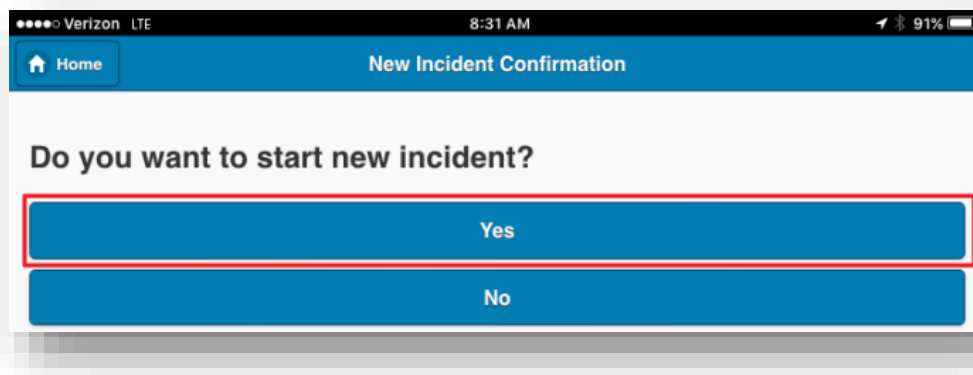 Verizon LTE 8:31 AM 91%
Home New Incident Confirmation
Do you want to start new incident?
Yes
No